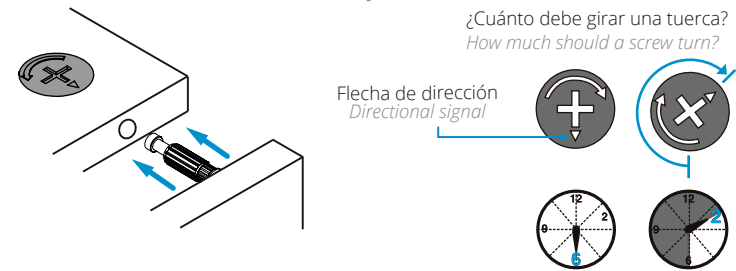 ¿Cuánto debe girar una tuerca?
How much should a screw turn?
Flecha de dirección
Directional signal
12
2
9
6
12
2
9
6